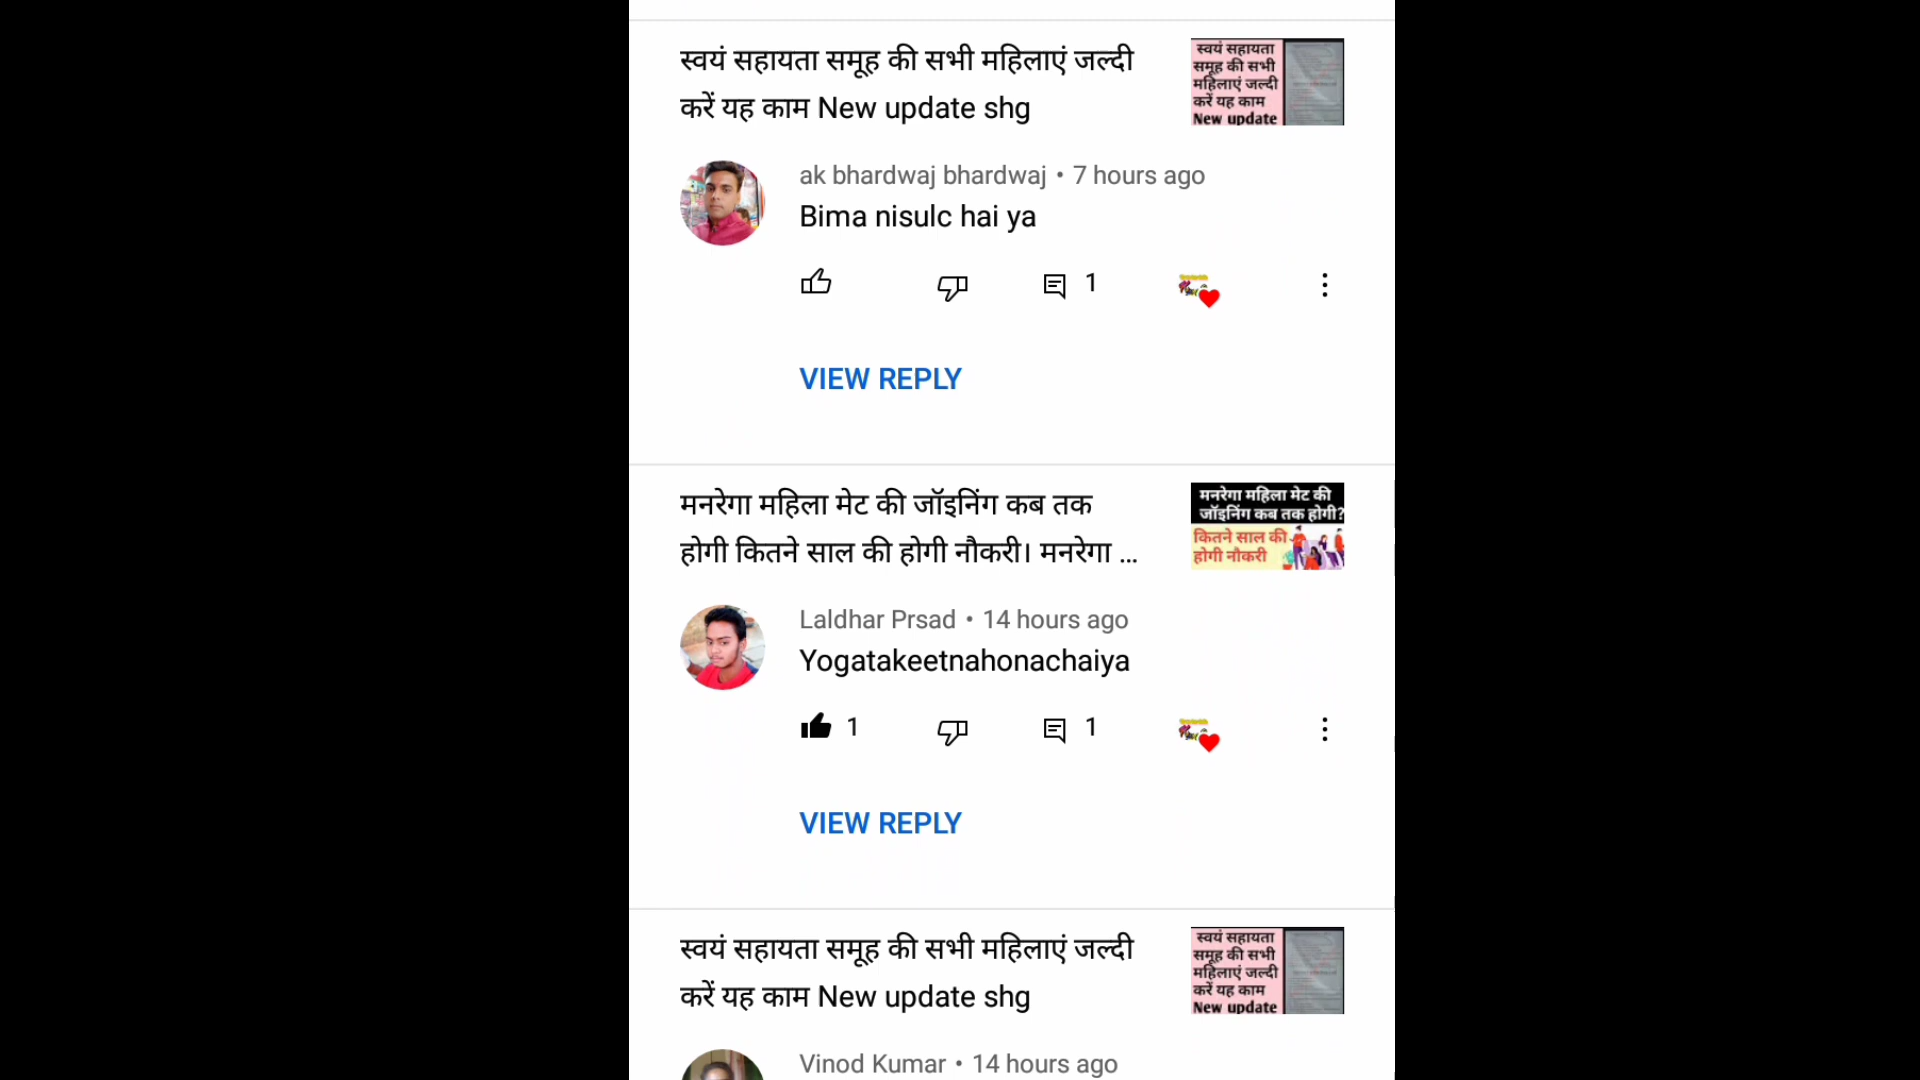 स्वयं सहायता समूह की सभी महिलाएं जल्दी
करें यह काम New update shg
स्वयं सहायता
समूह की सभी
महिलाएं जल्दी
करें यह काम
New update
ak bhardwaj bhardwaj • 7 hours ago
Bima nisulc hai ya
1
VIEW REPLY
मनरेगा महिला मेट की जॉइनिंग कब तक
होगी कितने साल की होगी नौकरी। मनरेगा ...
मनरेगा महिला मेट की
जॉइनिंग कब तक होगी?
कितने साल की
होगी नौकरी
Laldhar Prsad • 14 hours ago
Yogatakeetnahonachaiya
1 1
VIEW REPLY
स्वयं सहायता समूह की सभी महिलाएं जल्दी
करें यह काम New update shg
स्वयं सहायता
समूह की सभी
महिलाएं जल्दी
करें यह काम
New update
Vinod Kumar • 14 hours ago